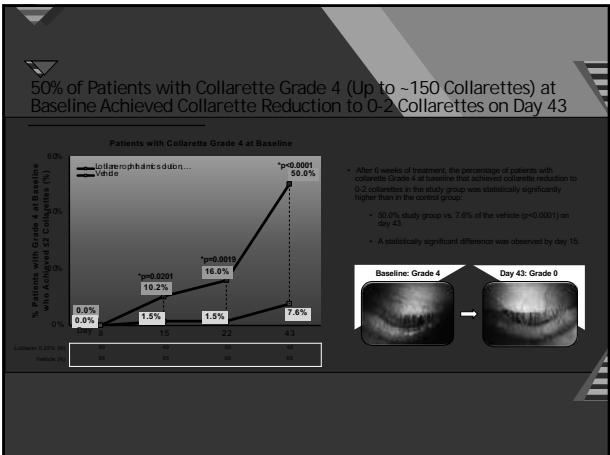 50% of Patients with Collarette Grade 4 (Up to ~150 Collarettes) at
Baseline Achieved Collarette Reduction to 0-2 Collarettes on Day 43
Patients with Collarette Grade 4 at Baseline
% Patients with Grade 4 at Baseline
who Achieved ≤2 Collarettes (%)
Vehicle
*p<0.0001
50.0%
*p=0.0019
16.0%
*p=0.0201
10.2%
0.0%
0.0%
1.5%
1.5%
7.6%
0%
Day
8
15
22
43
Vehicle (N)
• After 6 weeks of treatment, the percentage of patients with
collarette Grade 4 at baseline that achieved collarette reduction to
0-2 collarettes in the study group was statistically significantly
higher than in the control group:
• 50.0% study group vs. 7.6% of the vehicle (p<0.0001) on
day 43.
• A statistically significant difference was observed by day 15.
Baseline: Grade 4
Day 43: Grade 0